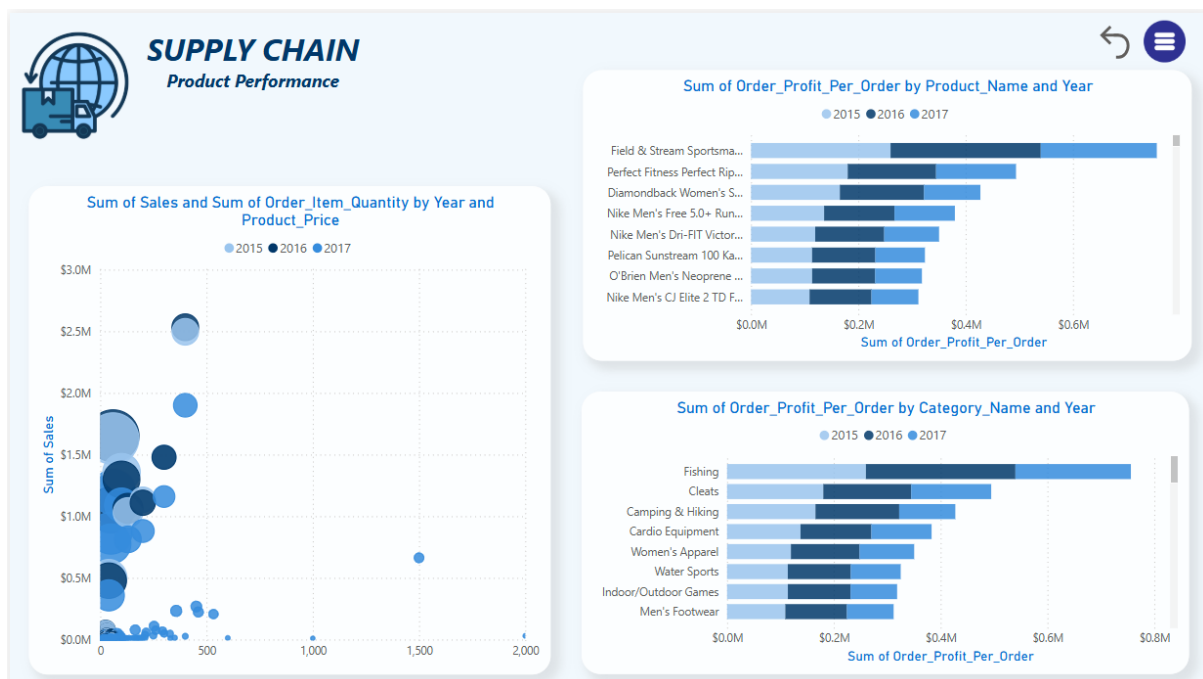 SUPPLY CHAIN
Product Performance
Sum of Sales and Sum of Order_Item_Quantity by Year and
Product_Price
2015 2016 2017
Sum of Sales
$3.0M
$2.5M
$2.0M
$1.5M
$1.0M
$0.5M
$0.0M
0 500 1,000 1,500 2,000
Sum of Order_Profit_Per_Order by Product_Name and Year
2015 2016 2017
Field & Stream Sportsma...
Perfect Fitness Perfect Rip...
Diamondback Women's S...
Nike Men's Free 5.0+ Run...
Nike Men's Dri-FIT Victor...
Pelican Sunstream 100 Ka...
O'Brien Men's Neoprene ...
Nike Men's CJ Elite 2 TD F...
$0.0M $0.2M $0.4M $0.6M
Sum of Order_Profit_Per_Order
Sum of Order_Profit_Per_Order by Category_Name and Year
2015 2016 2017
Fishing
Cleats
Camping & Hiking
Cardio Equipment
Women's Apparel
Water Sports
Indoor/Outdoor Games
Men's Footwear
$0.0M $0.2M $0.4M $0.6M $0.8M
Sum of Order_Profit_Per_Order